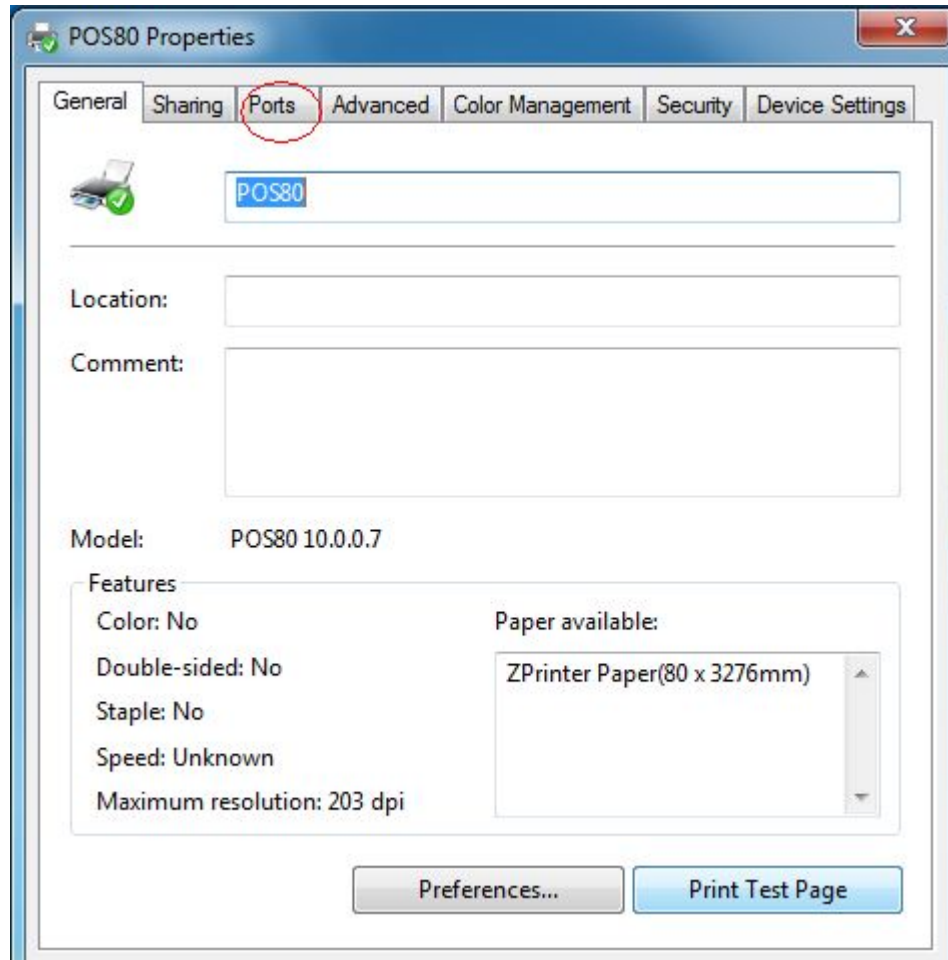 POS80 Properties
General Sharing Ports Advanced Color Management Security Device Settings
POS80
Location:
Comment:
Model: POS80 10.0.0.7
Features
Color: No
Paper available:
Double-sided: No
ZPrinter Paper(80 x 3276mm)
Staple: No
Speed: Unknown
Maximum resolution: 203 dpi
Preferences... Print Test Page